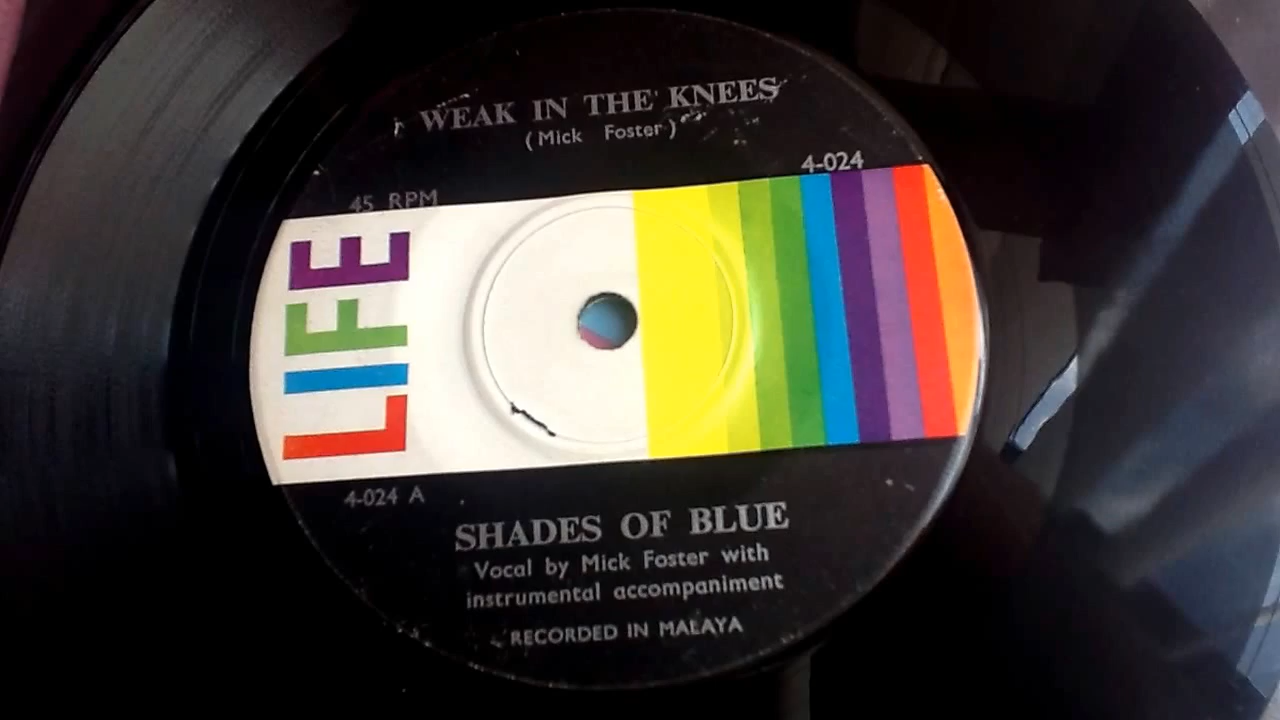 WEAK IN THE KNEES
(Mick Foster)
4-024
45 RPM
LIFE
4-024 A
SHADES OF BLUE
Vocal by Mick Foster with
instrumental accompaniment
RECORDED IN MALAYA